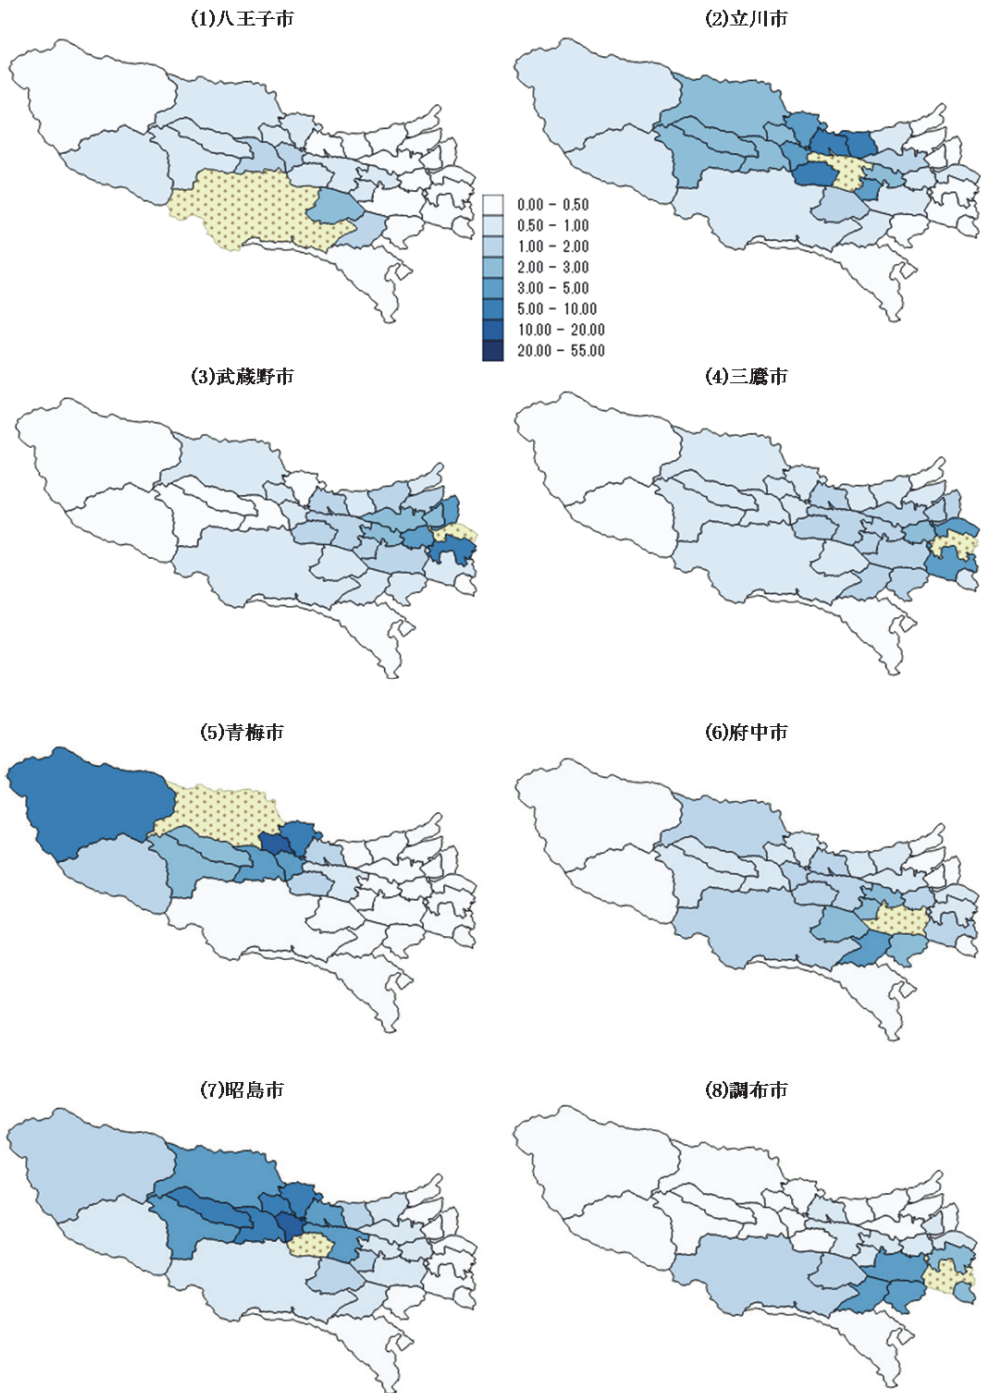 (1)八王子市
(2)立川市
0.00 - 0.50
0.50 - 1.00
1.00 - 2.00
2.00 - 3.00
3.00 - 5.00
5.00 - 10.00
10.00 - 20.00
20.00 - 55.00
(3)武蔵野市
(4)三鷹市
(5)青梅市
(6)府中市
(7)昭島市
(8)調布市